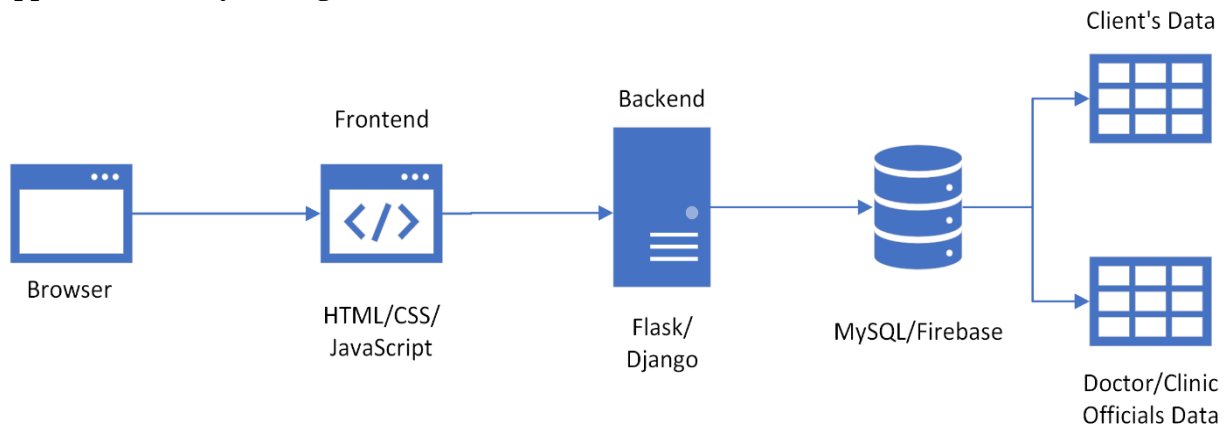 Client's Data
Backend
Frontend
Browser
HTML/CSS/
JavaScript
Flask/
Django
MySQL/Firebase
Doctor/Clinic
Officials Data